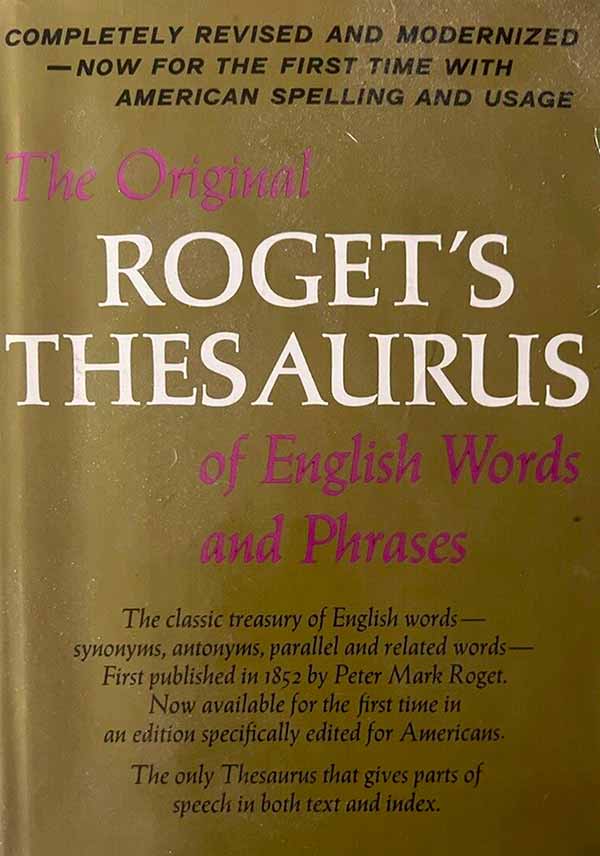 COMPLETELY REVISED AND MODERNIZED
—NOW FOR THE FIRST TIME WITH
AMERICAN SPELLING AND USAGE
The Original
ROGET'S
THESAURUS
of English Words
and Phrases
The classic treasury of English words—
synonyms, antonyms, parallel and related words—
First published in 1852 by Peter Mark Roget.
Now available for the first time in
an edition specifically edited for Americans.
The only Thesaurus that gives parts of
speech in both text and index.